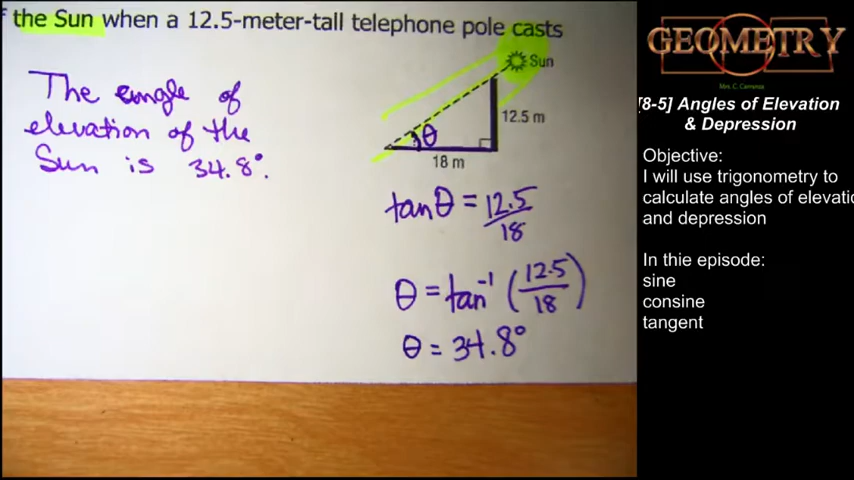 the Sun when a 12.5-meter-tall telephone pole casts
The angle of
elevation of the
Sun is 34.8°.
Sun
12.5 m
θ
18 m
tanθ = 12.5/18
θ = tan⁻¹ (12.5/18)
θ = 34.8°
GEOMETRY
Mrs. C. Carreroa
[8-5] Angles of Elevation
& Depression
Objective:
I will use trigonometry to
calculate angles of elevatio
and depression
In thie episode:
sine
consine
tangent